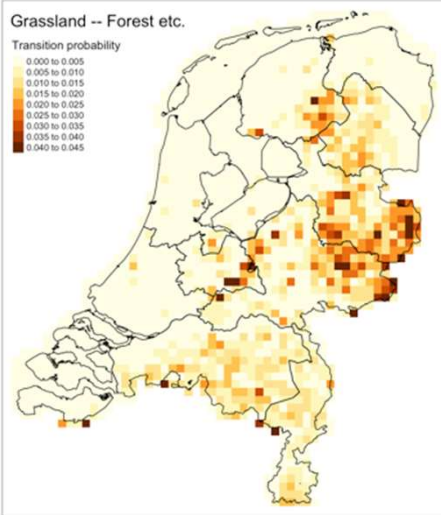 Grassland -- Forest etc.
Transition probability
0.000 to 0.005
0.005 to 0.010
0.010 to 0.015
0.015 to 0.020
0.020 to 0.025
0.025 to 0.030
0.030 to 0.035
0.035 to 0.040
0.040 to 0.045